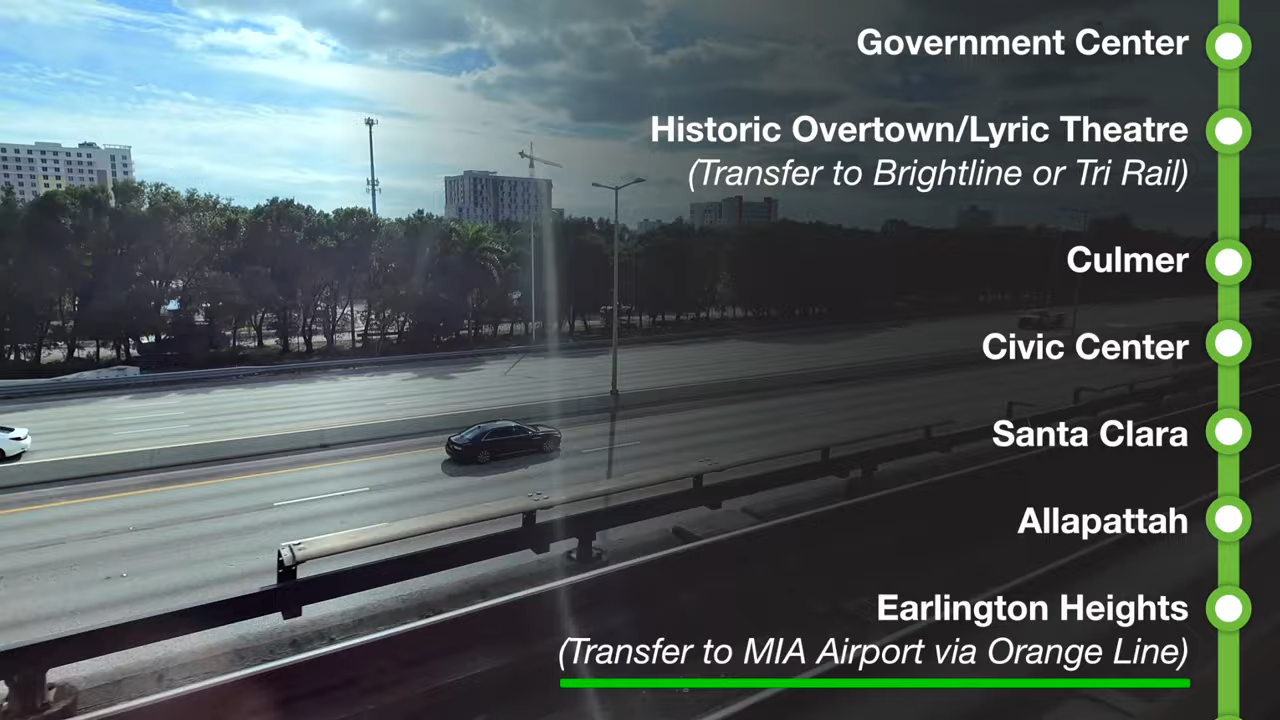 Government Center
Historic Overtown/Lyric Theatre
(Transfer to Brightline or Tri Rail)
Culmer
Civic Center
Santa Clara
Allapattah
Earlington Heights
(Transfer to MIA Airport via Orange Line)